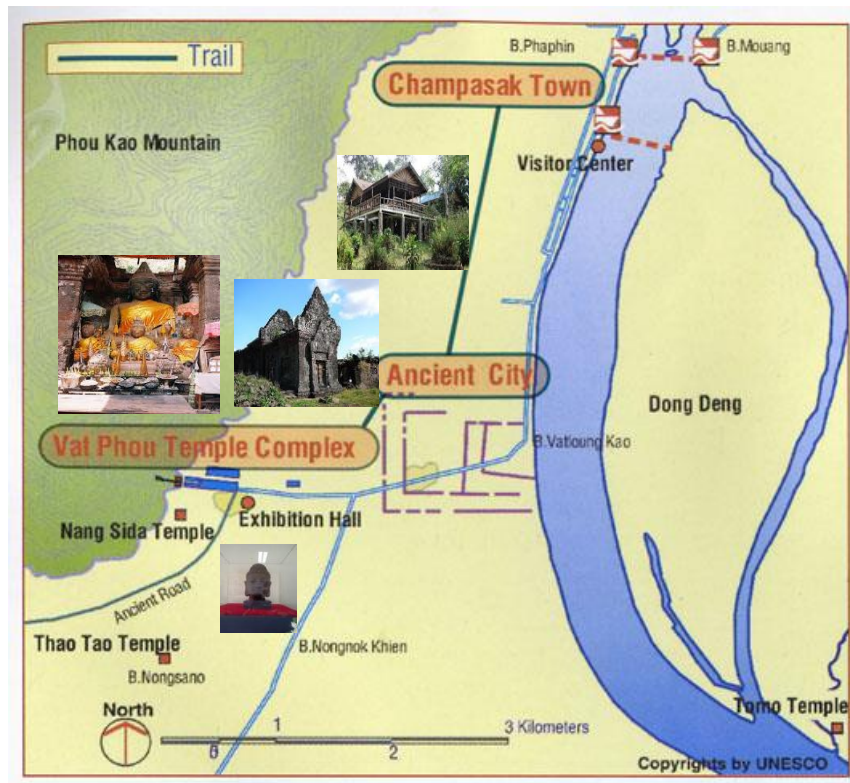 Trail
B.Phaphin
B.Mouang
Champasak Town
Phou Kao Mountain
Visitor Center
Ancient City
Dong Deng
Vat Phou Temple Complex
B.Vatloung Kao
Exhibition Hall
Nang Sida Temple
Ancient Road
Thao Tao Temple
B.Nongnok Khien
B.Nongsano
North
Tomo Temple
1
3 Kilometers
0
2
Copyrights by UNESCO